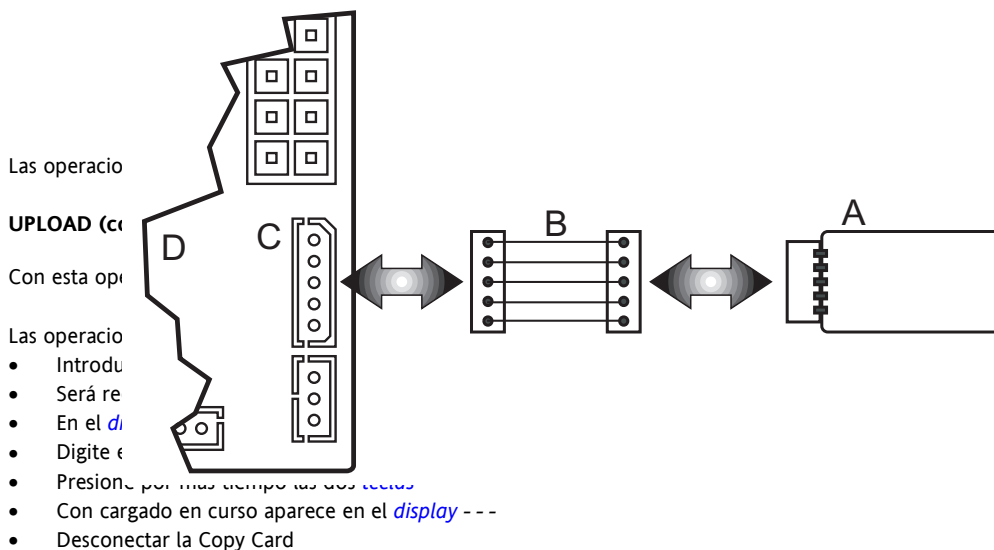 Las operacio
UPLOAD (co
Con esta ope
Las operacio
• Introdu
• Será re
• En el di
• Digite e
• Presione por más tiempo las dos teclas
• Con cargado en curso aparece en el display ---
• Desconectar la Copy Card
D
C
B
A